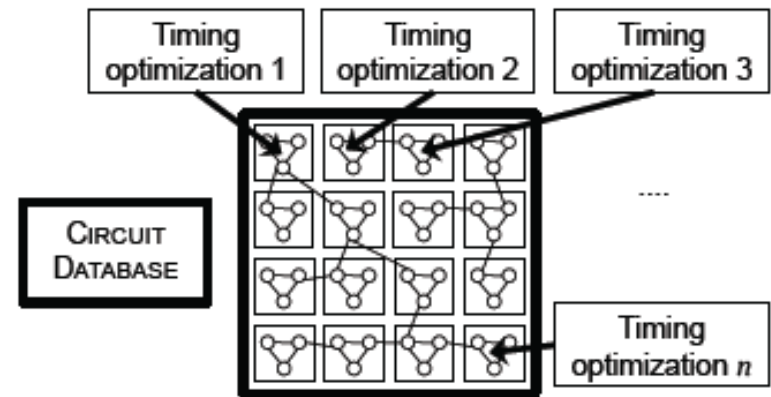 Timing
optimization 1
Timing
optimization 2
Timing
optimization 3
....
CIRCUIT
DATABASE
Timing
optimization n